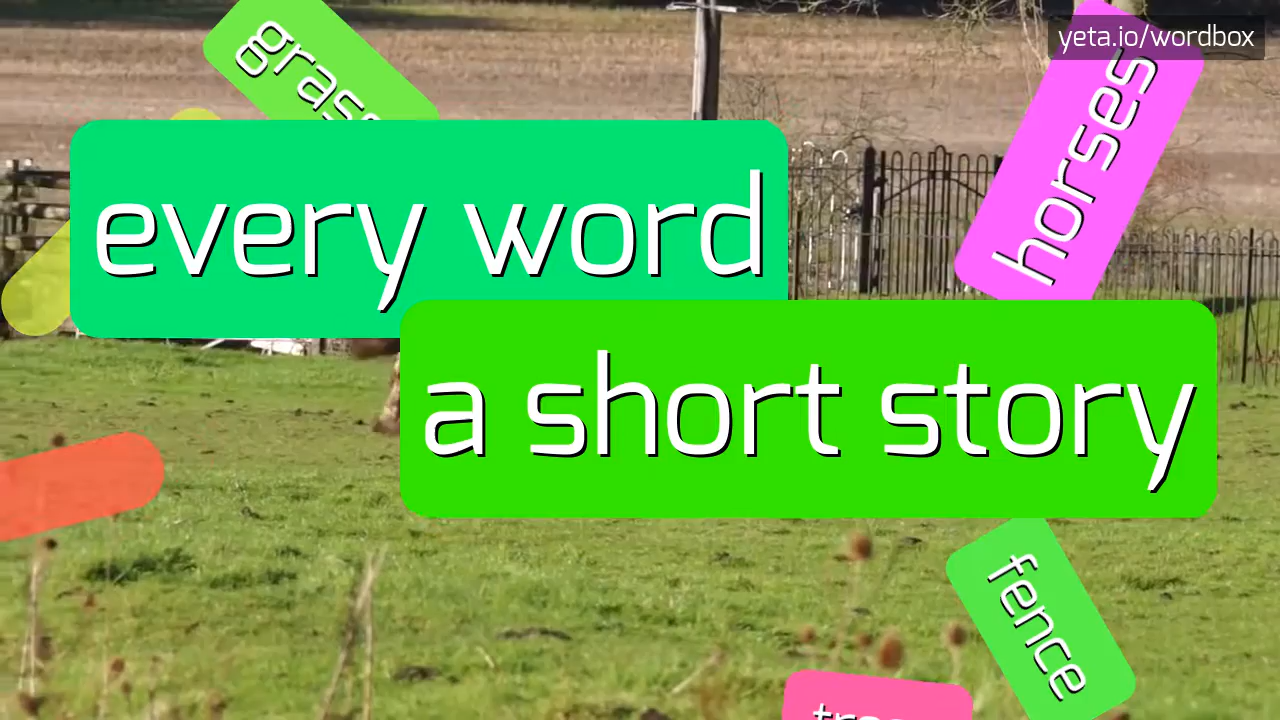 yeta.io/wordbox
horses
every word
a short story
fence